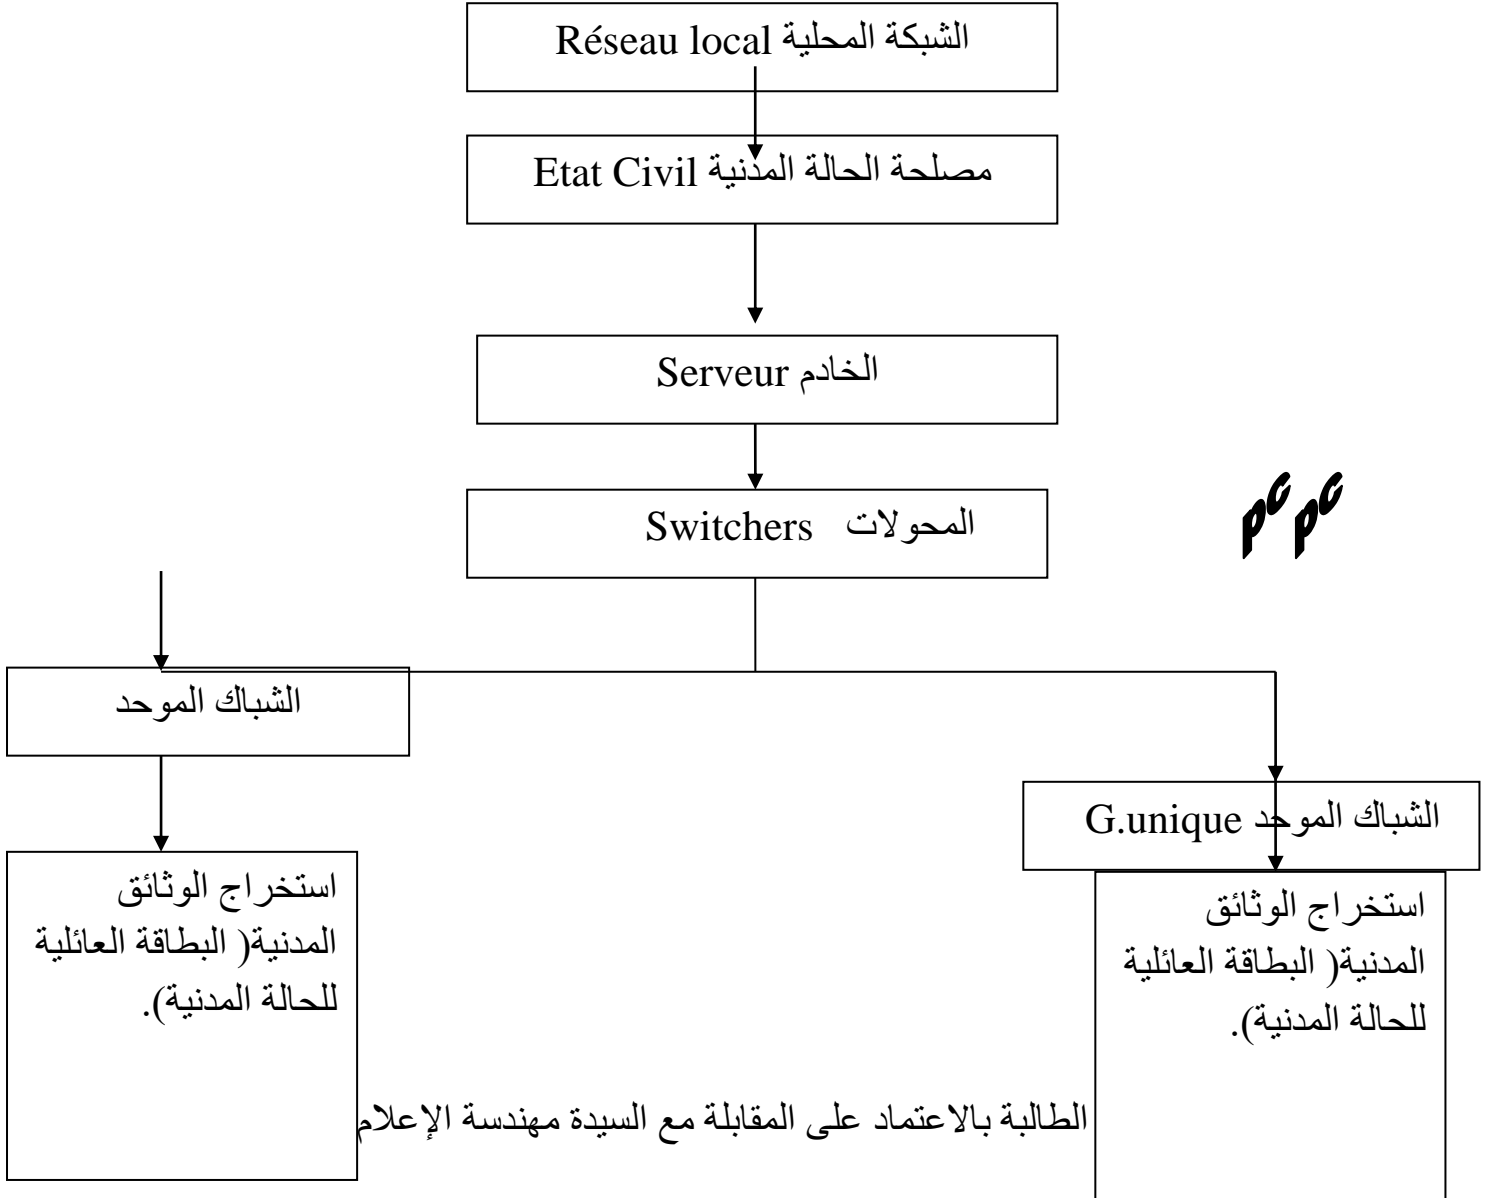 الشبكة المحلية Réseau local
مصلحة الحالة المدنية Etat Civil
الخادم Serveur
المحولات Switchers
pc pc
الشباك الموحد
الشباك الموحد G.unique
استخراج الوثائق
المدنية( البطاقة العائلية
للحالة المدنية).
استخراج الوثائق
المدنية( البطاقة العائلية
للحالة المدنية).
الطالبة بالاعتماد على المقابلة مع السيدة مهندسة الإعلام